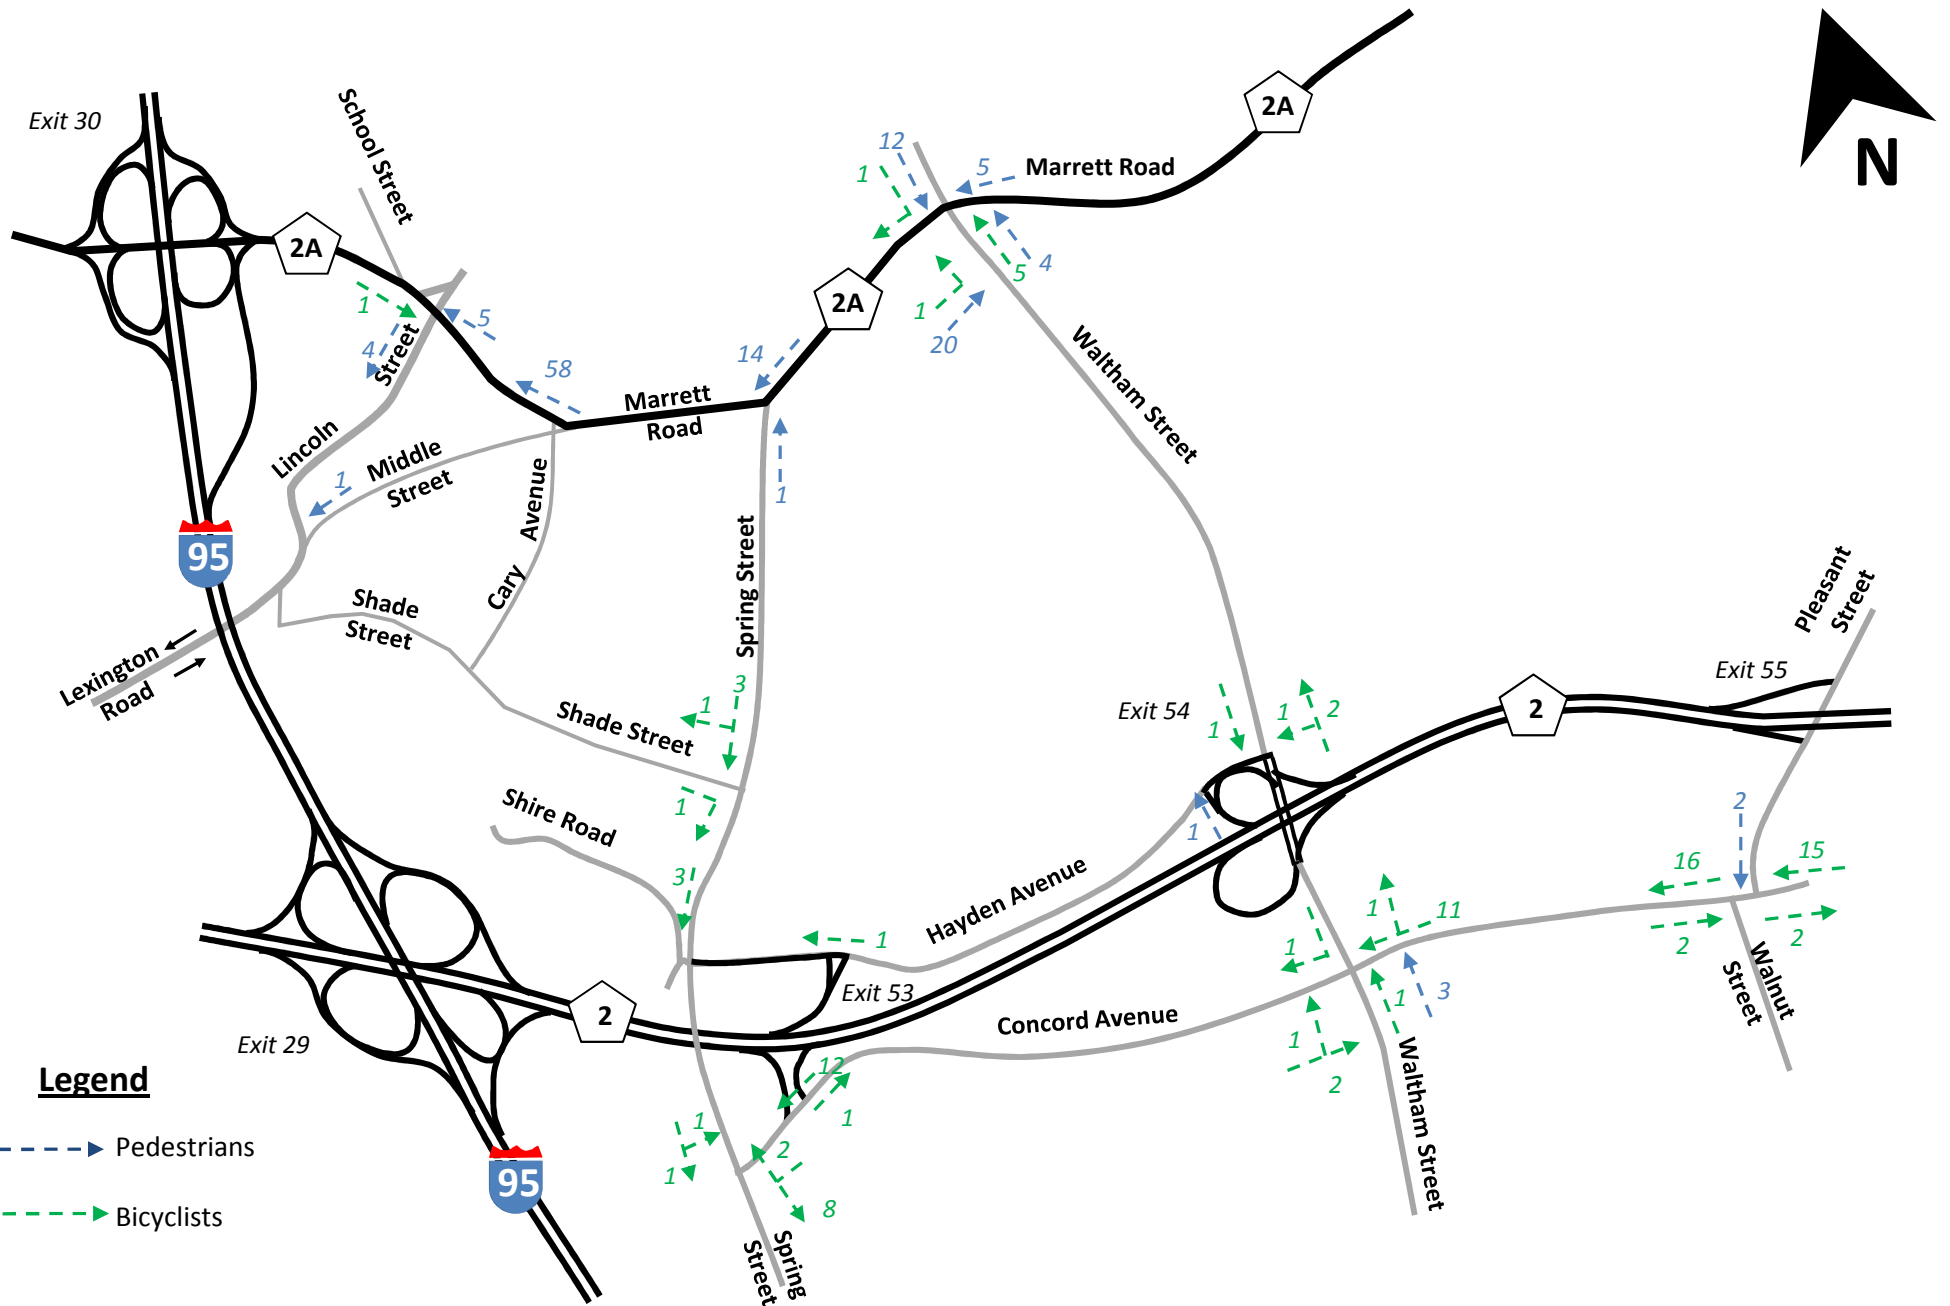 Exit 30
School Street
2A
12
1
5
Marrett Road
2A
N
2A
1
5
4
Street
58
14
5
4
1
20
Marrett
Road
Waltham Street
Lincoln
Middle
Street
1
Avenue
Cary
1
95
Spring Street
Shade
Street
Lexington
Road
Pleasant
Street
Exit 55
Exit 54
2
3
1
Shade Street
1
1
2
1
Shire Road
3
1
Hayden Avenue
2
16
15
2
2
1
11
1
1
Exit 53
3
1
Walnut
Street
2
Exit 29
Concord Avenue
1
2
Waltham Street
12
1
1
1
2
8
95
Spring
Street
Legend
Pedestrians
Bicyclists